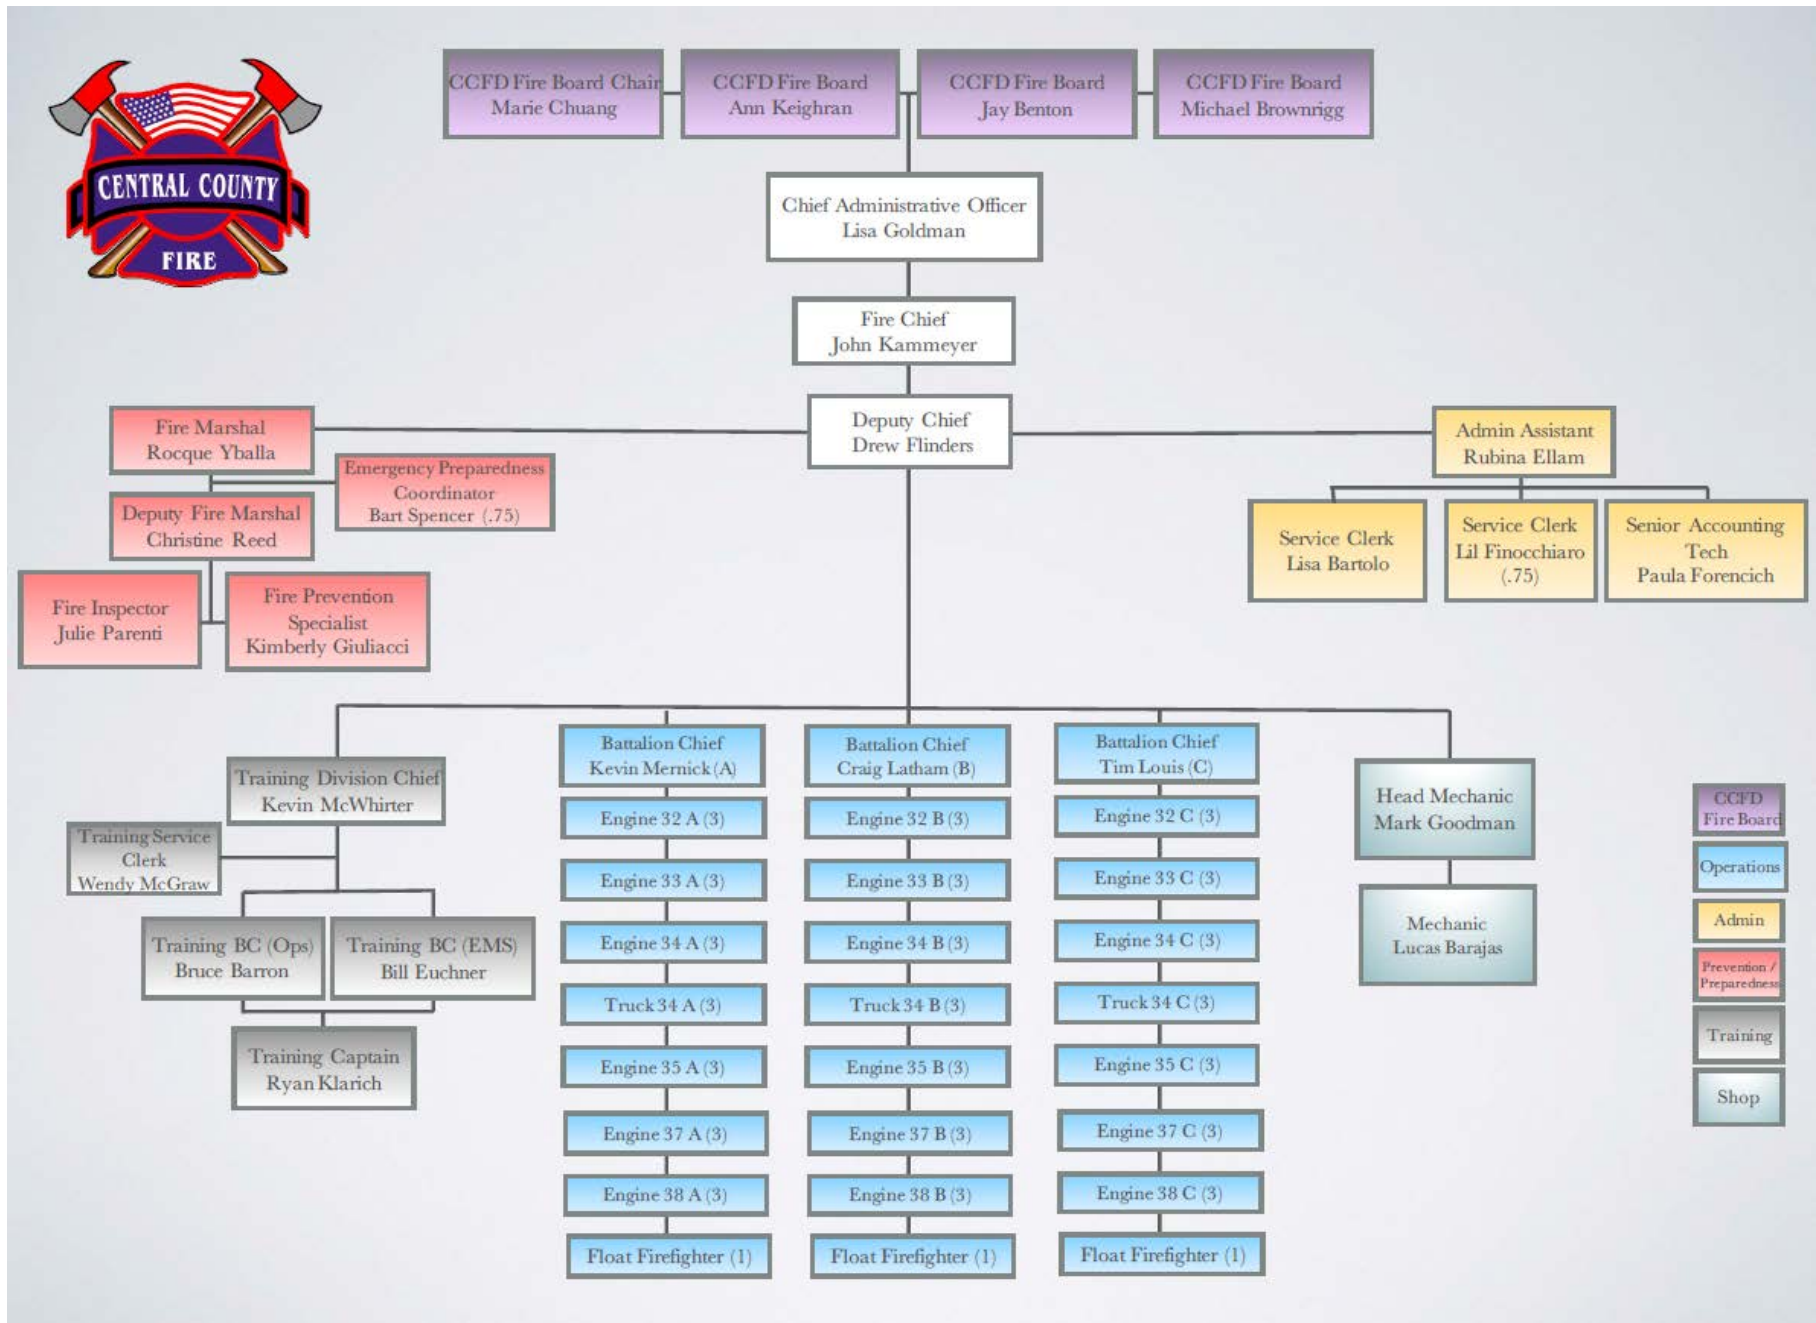 CCFD Fire Board Chair
Marie Chuang
CCFD Fire Board
Ann Keighran
CCFD Fire Board
Jay Benton
CCFD Fire Board
Michael Brownrigg
CENTRAL COUNTY
FIRE
Chief Administrative Officer
Lisa Goldman
Fire Chief
John Kammeyer
Deputy Chief
Drew Flinders
Fire Marshal
Rocque Yballa
Emergency Preparedness
Coordinator
Bart Spencer (.75)
Deputy Fire Marshal
Christine Reed
Fire Inspector
Julie Parenti
Fire Prevention
Specialist
Kimberly Giuliacci
Admin Assistant
Rubina Ellam
Service Clerk
Lisa Bartolo
Service Clerk
Lil Finocchiaro
(.75)
Senior Accounting
Tech
Paula Forencich
Training Division Chief
Kevin McWhirter
Training Service
Clerk
Wendy McGraw
Training BC (Ops)
Bruce Barron
Training BC (EMS)
Bill Euchner
Training Captain
Ryan Klarich
Battalion Chief
Kevin Mernick (A)
Engine 32 A (3)
Engine 33 A (3)
Engine 34 A (3)
Truck 34 A (3)
Engine 35 A (3)
Engine 37 A (3)
Engine 38 A (3)
Float Firefighter (1)
Battalion Chief
Craig Latham (B)
Engine 32 B (3)
Engine 33 B (3)
Engine 34 B (3)
Truck 34 B (3)
Engine 35 B (3)
Engine 37 B (3)
Engine 38 B (3)
Float Firefighter (1)
Battalion Chief
Tim Louis (C)
Engine 32 C (3)
Engine 33 C (3)
Engine 34 C (3)
Truck 34 C (3)
Engine 35 C (3)
Engine 37 C (3)
Engine 38 C (3)
Float Firefighter (1)
Head Mechanic
Mark Goodman
Mechanic
Lucas Barajas
CCFD
Fire Board
Operations
Admin
Prevention /
Preparedness
Training
Shop